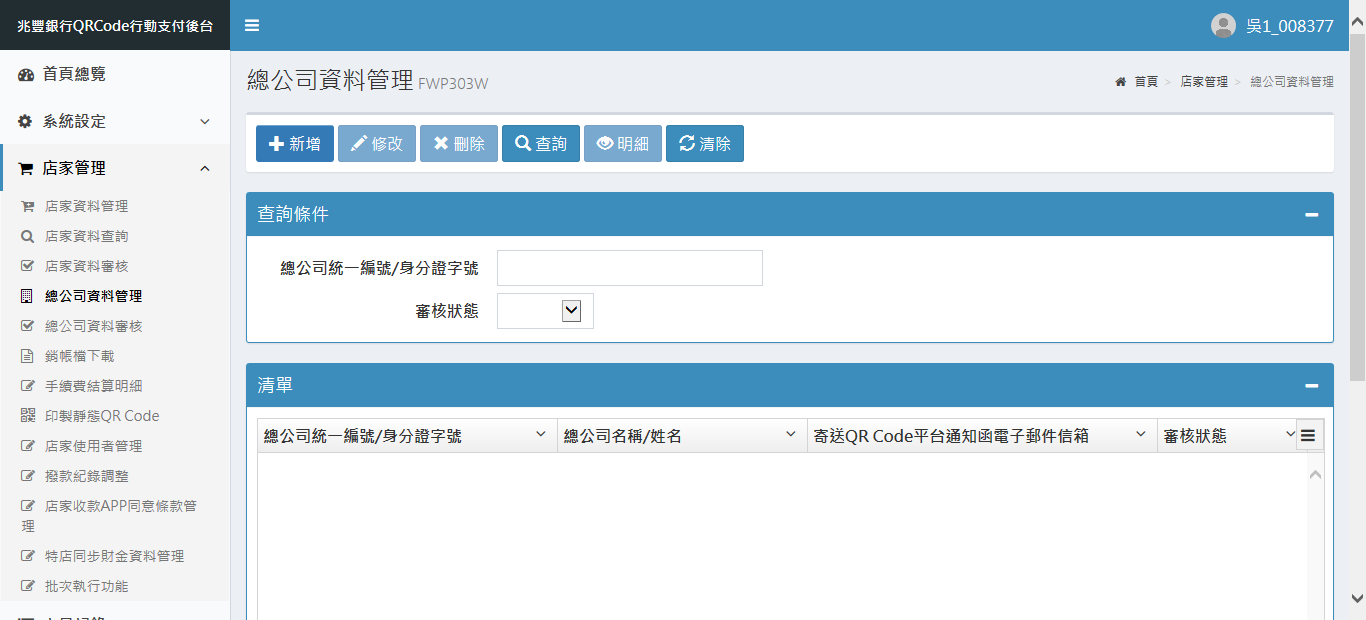 兆豐銀行QRCode行動支付後台
吳1_008377
首頁總覽
系統設定
店家管理
店家資料管理
店家資料查詢
店家資料審核
總公司資料管理
總公司資料審核
銷帳檔下載
手續費結算明細
印製靜態QR Code
店家使用者管理
撥款紀錄調整
店家收款APP同意條款管
理
特店同步財金資料管理
批次執行功能
總公司資料管理 FWP303W
首頁 > 店家管理 > 總公司資料管理
新增 修改 刪除 查詢 明細 清除
查詢條件
總公司統一編號/身分證字號
審核狀態
清單
總公司統一編號/身分證字號 總公司名稱/姓名 寄送QR Code平台通知函電子郵件信箱 審核狀態